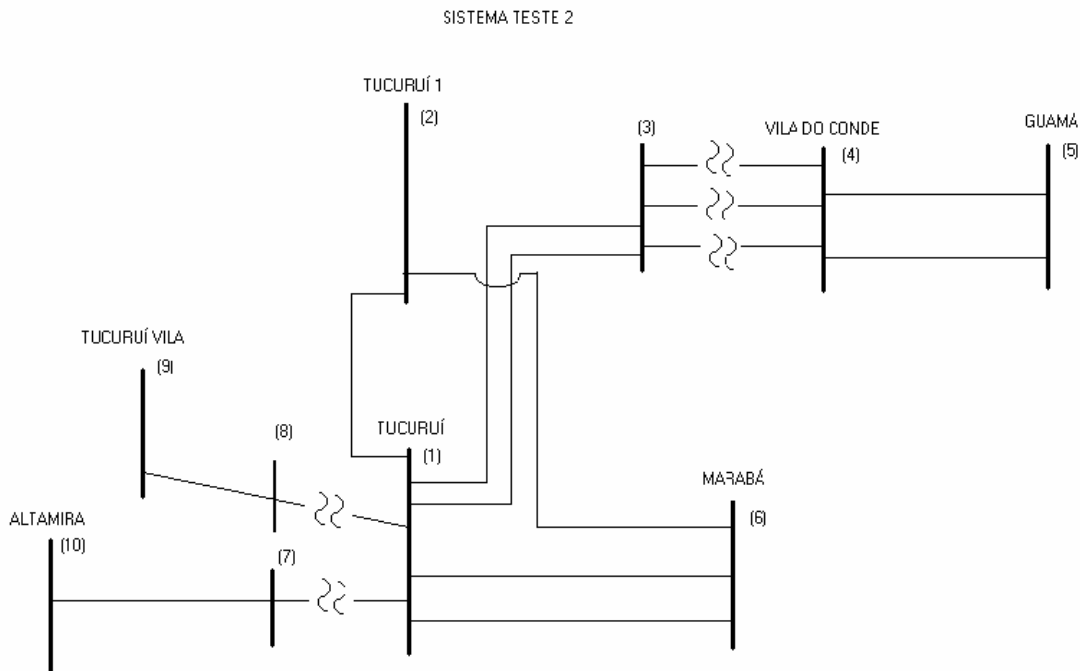 SISTEMA TESTE 2
TUCURUÍ 1
(2)
(3)
VILA DO CONDE
(4)
GUAMÁ
(5)
TUCURUÍ VILA
(9)
(8)
TUCURUÍ
(1)
MARABÁ
(6)
ALTAMIRA
(10)
(7)